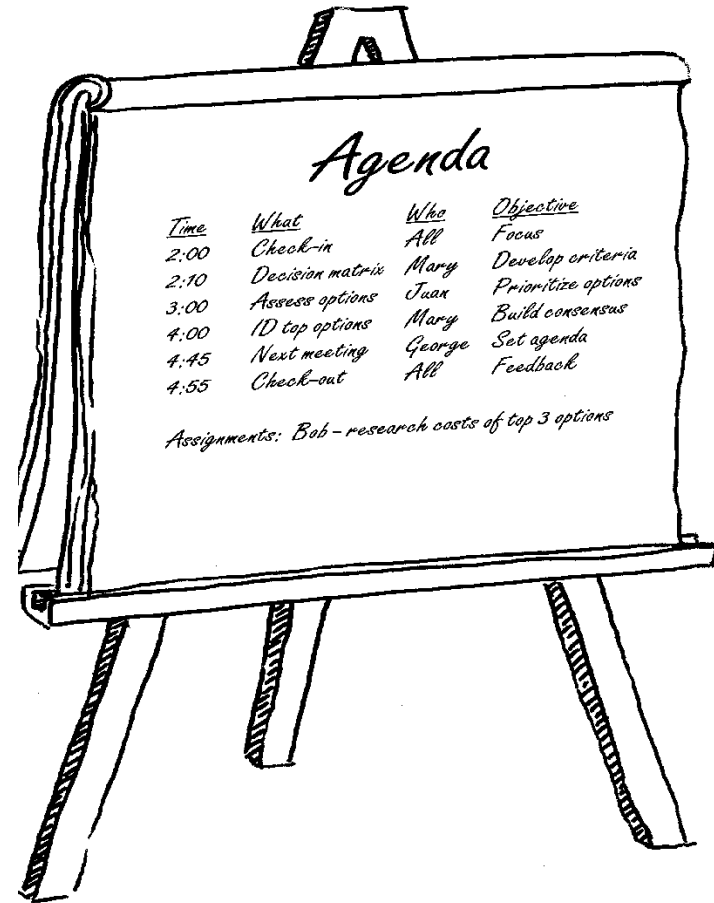 Agenda
Time What Who Objective
2:00 Check-in All Focus
2:10 Decision matrix Mary Develop criteria
3:00 Assess options Juan Prioritize options
4:00 ID top options Mary Build consensus
4:45 Next meeting George Set agenda
4:55 Check-out All Feedback
Assignments: Bob – research costs of top 3 options